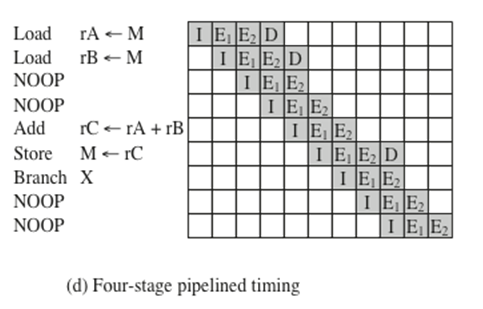 Load rA ← M I E₁ E₂ D
Load rB ← M I E₁ E₂ D
NOOP I E₁ E₂
NOOP I E₁ E₂
Add rC ← rA + rB I E₁ E₂
Store M ← rC I E₁ E₂ D
Branch X I E₁ E₂
NOOP I E₁ E₂
NOOP I E₁ E₂
(d) Four-stage pipelined timing